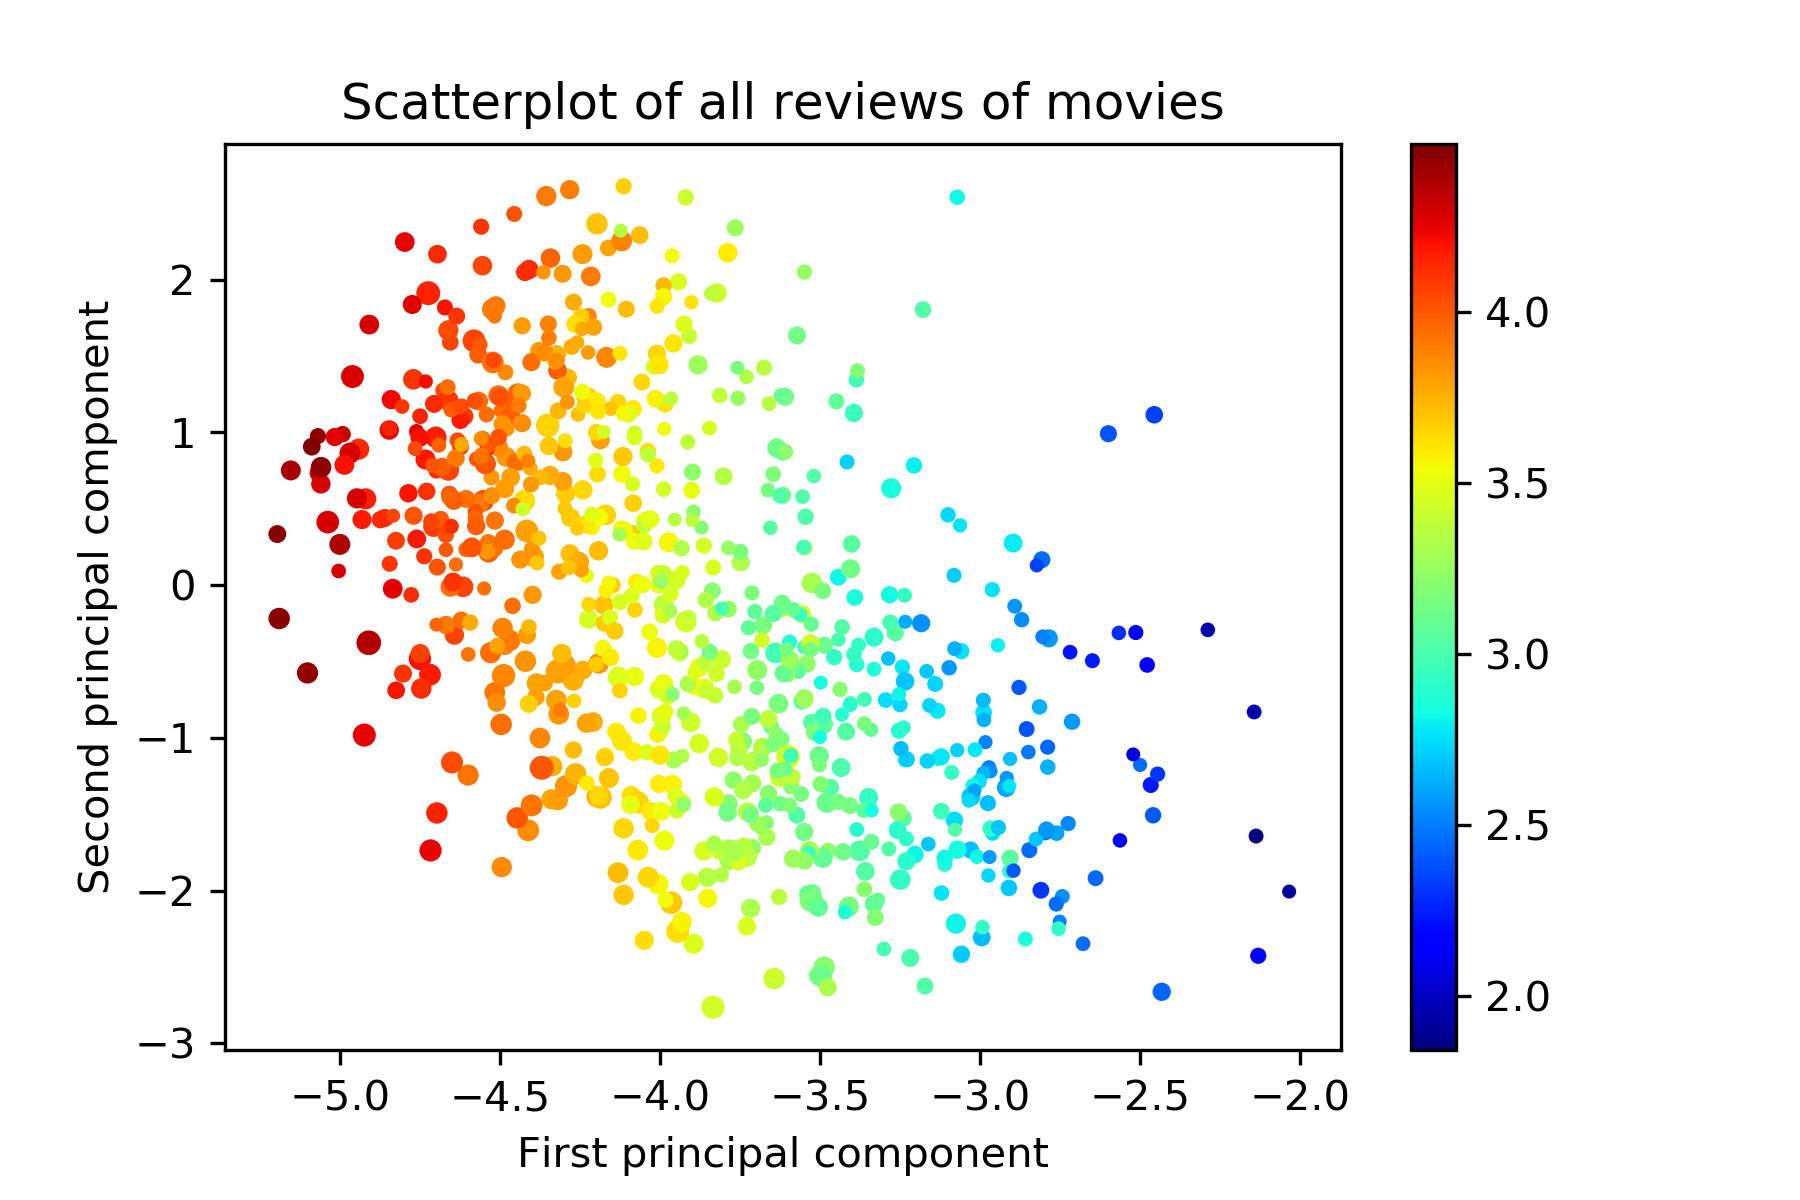 Scatterplot of all reviews of movies
Second principal component
2
1
0
−1
−2
−3
−5.0 −4.5 −4.0 −3.5 −3.0 −2.5 −2.0
First principal component
4.0
3.5
3.0
2.5
2.0